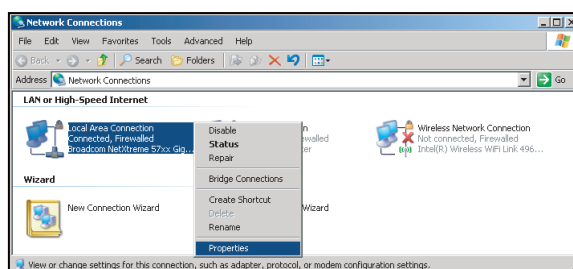 Network Connections
File Edit View Favorites Tools Advanced Help
Back Search Folders
Address Network Connections Go
LAN or High-Speed Internet
Local Area Connection
Connected, Firewalled
Broadcom NetXtreme 57xx Gig...
Disable
Status
Repair
Bridge Connections
Create Shortcut
Delete
Rename
Properties
Wireless Network Connection
Not connected, Firewalled
Intel(R) Wireless WiFi Link 496...
Wizard
New Connection Wizard
Wizard
View or change settings for this connection, such as adapter, protocol, or modem configuration settings.